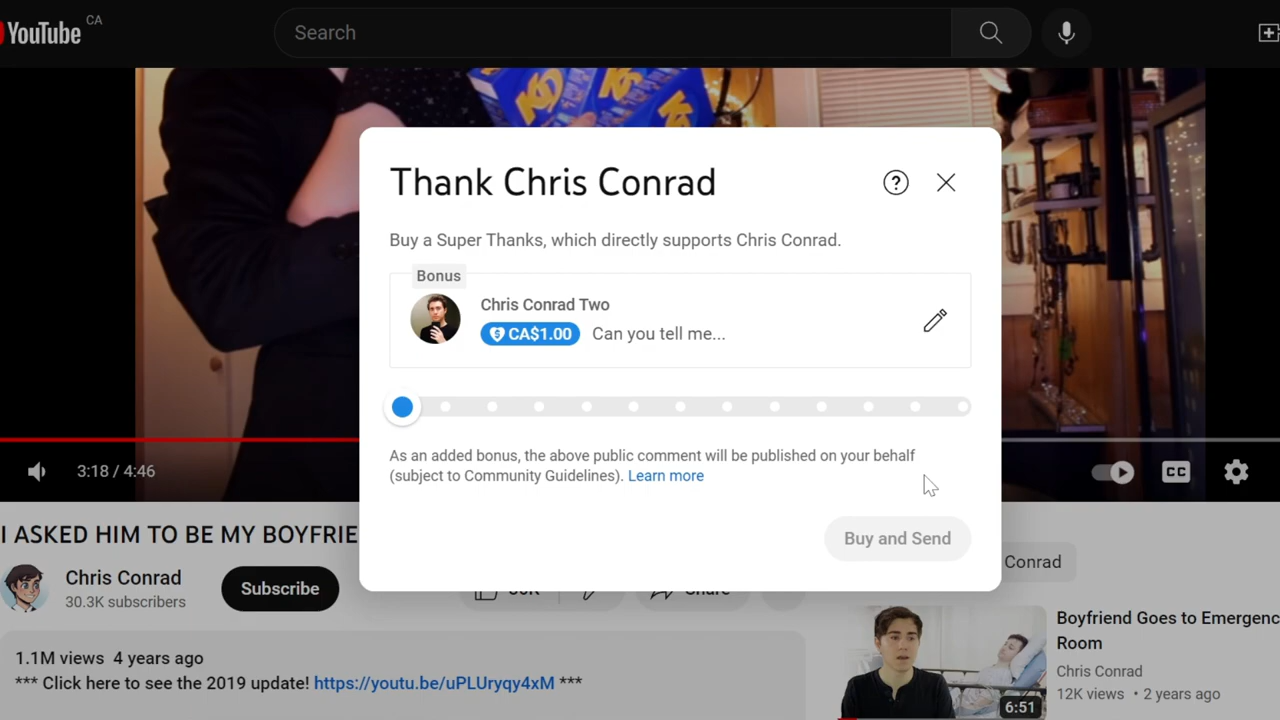 YouTube CA
Search
Thank Chris Conrad
?
Buy a Super Thanks, which directly supports Chris Conrad.
Bonus
Chris Conrad Two
CA$1.00 Can you tell me...
As an added bonus, the above public comment will be published on your behalf
(subject to Community Guidelines). Learn more
3:18 / 4:46
CC
Buy and Send
I ASKED HIM TO BE MY BOYFRIE
Chris Conrad
30.3K subscribers
Subscribe
Share
1.1M views 4 years ago
*** Click here to see the 2019 update! https://youtu.be/uPLUryqy4xM ***
Conrad
Boyfriend Goes to Emergenc
Room
Chris Conrad
12K views • 2 years ago
6:51